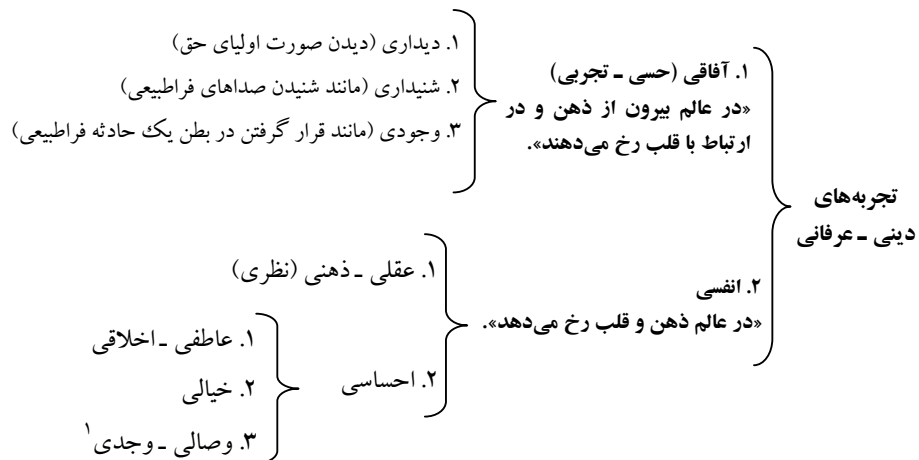 تجربه‌های
دینی ـ عرفانی
۱. آفاقی (حسی ـ تجربی)
«در عالم بیرون از ذهن و در
ارتباط با قلب رخ می‌دهند».
۱. دیداری (دیدن صورت اولیای حق)
۲. شنیداری (مانند شنیدن صداهای فراطبیعی)
۳. وجودی (مانند قرار گرفتن در بطن یک حادثه فراطبیعی)
۲. انفسی
«در عالم ذهن و قلب رخ می‌دهد».
۱. عقلی ـ ذهنی (نظری)
۲. احساسی
۱. عاطفی ـ اخلاقی
۲. خیالی
۳. وصالی ـ وجدی۱